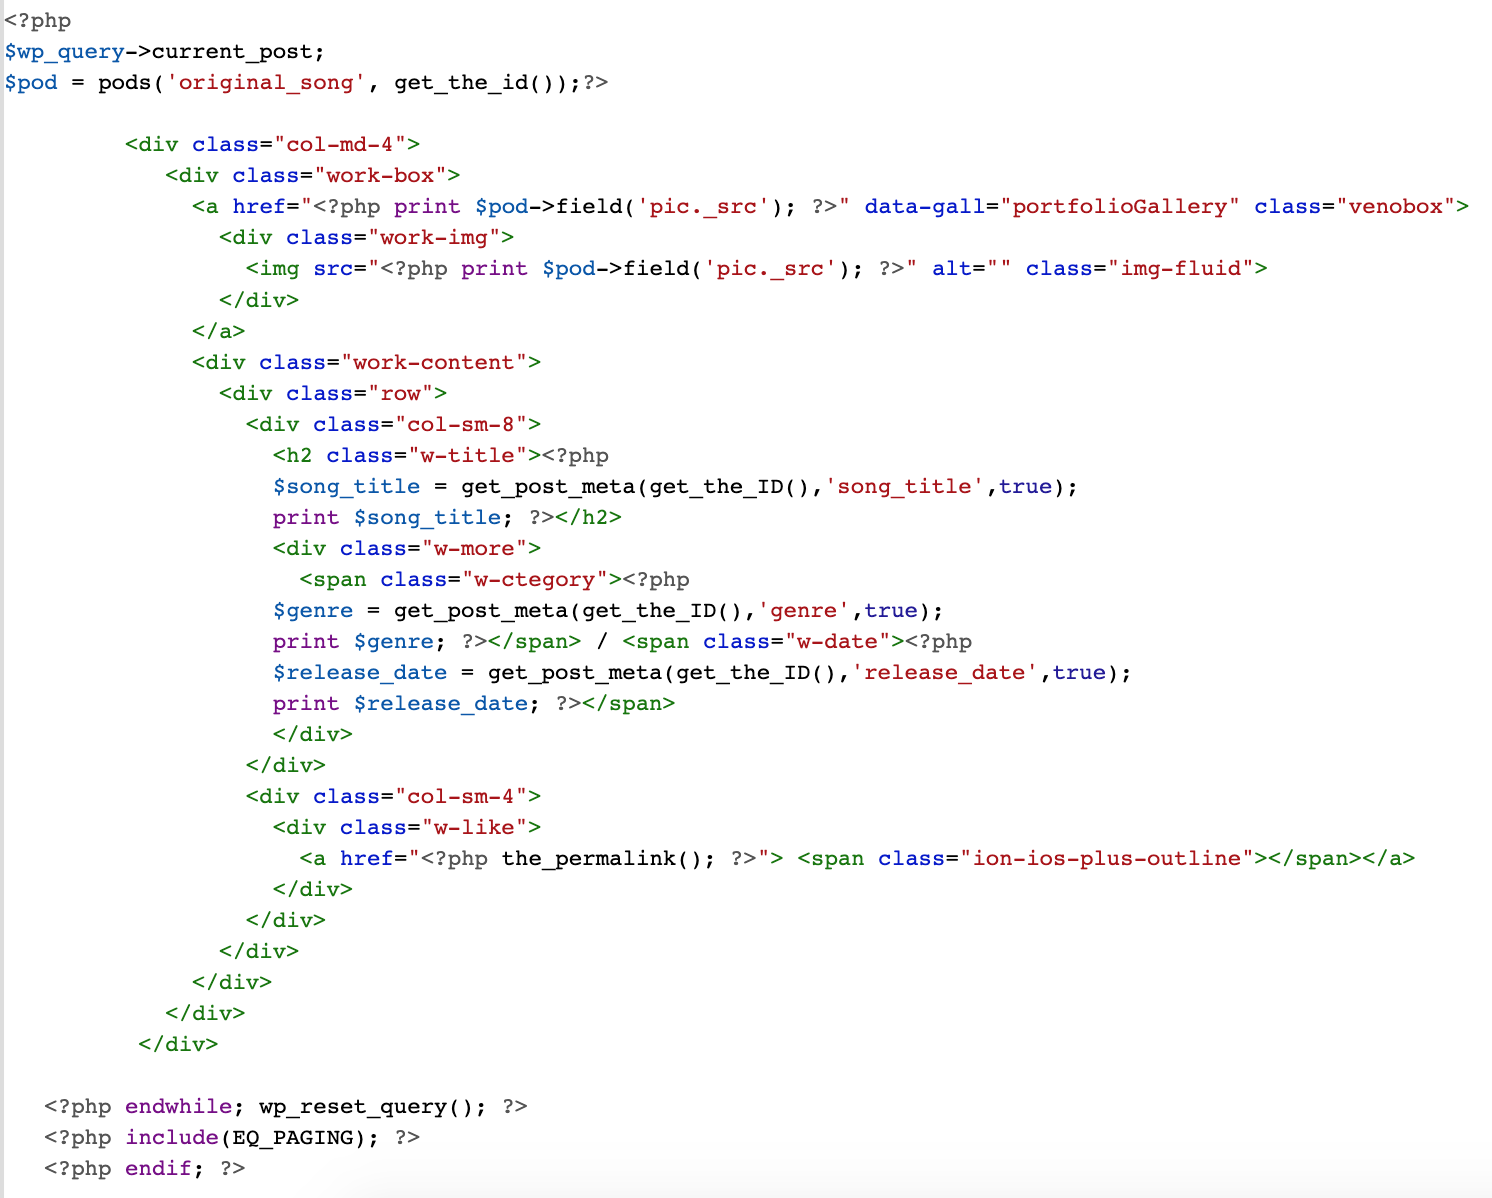 <?php
$wp_query->current_post;
$pod = pods('original_song', get_the_id());?>
<div class="col-md-4">
<div class="work-box">
<a href="<?php print $pod->field('pic._src'); ?>" data-gall="portfolioGallery" class="venobox">
<div class="work-img">
<img src="<?php print $pod->field('pic._src'); ?>" alt="" class="img-fluid">
</div>
</a>
<div class="work-content">
<div class="row">
<div class="col-sm-8">
<h2 class="w-title"><?php
$song_title = get_post_meta(get_the_ID(),'song_title',true);
print $song_title; ?></h2>
<div class="w-more">
<span class="w-ctegory"><?php
$genre = get_post_meta(get_the_ID(),'genre',true);
print $genre; ?></span> / <span class="w-date"><?php
$release_date = get_post_meta(get_the_ID(),'release_date',true);
print $release_date; ?></span>
</div>
</div>
<div class="col-sm-4">
<div class="w-like">
<a href="<?php the_permalink(); ?>"> <span class="ion-ios-plus-outline"></span></a>
</div>
</div>
</div>
</div>
</div>
</div>
<?php endwhile; wp_reset_query(); ?>
<?php include(EQ_PAGING); ?>
<?php endif; ?>